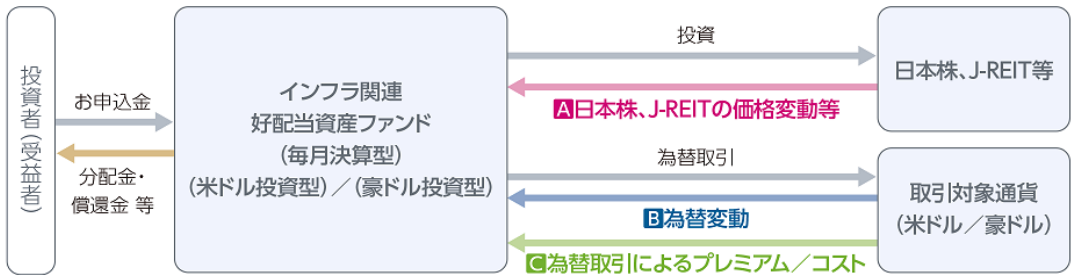 投資者（受益者）
お申込金
分配金・
償還金 等
インフラ関連
好配当資産ファンド
（毎月決算型）
（米ドル投資型）／（豪ドル投資型）
投資
A日本株、J-REITの価格変動等
為替取引
B為替変動
C為替取引によるプレミアム／コスト
日本株、J-REIT等
取引対象通貨
（米ドル／豪ドル）